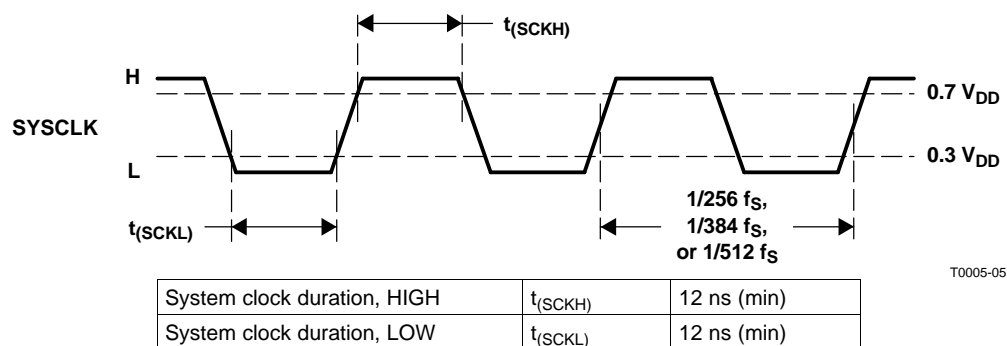 t(SCKH)
H
0.7 VDD
SYSCLK
0.3 VDD
L
1/256 fS,
t(SCKL)
1/384 fS,
or 1/512 fS
T0005-05
System clock duration, HIGH t(SCKH) 12 ns (min)
System clock duration, LOW t(SCKL) 12 ns (min)